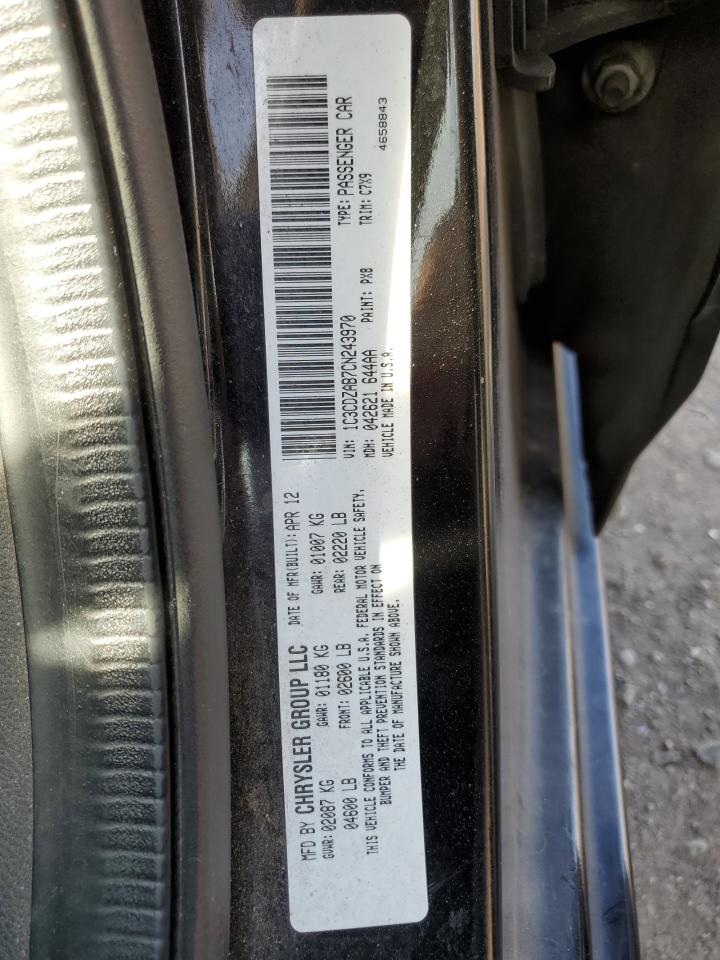 MFD BY CHRYSLER GROUP LLC
DATE OF MFR(BUILT): APR 12
GVWR: 02087 KG
GAWR: 01180 KG
GAWR: 01007 KG
04600 LB
FRONT: 02600 LB
REAR: 02220 LB
THIS VEHICLE CONFORMS TO ALL APPLICABLE U.S.A. FEDERAL MOTOR VEHICLE SAFETY,
BUMPER AND THEFT PREVENTION STANDARDS IN EFFECT ON
THE DATE OF MANUFACTURE SHOWN ABOVE.
VIN: 1C3CDZAB7CN243970
TYPE: PASSENGER CAR
MDH: 042621 644AA
PAINT: PX8
TRIM: C7X9
VEHICLE MADE IN U.S.A.
4658843